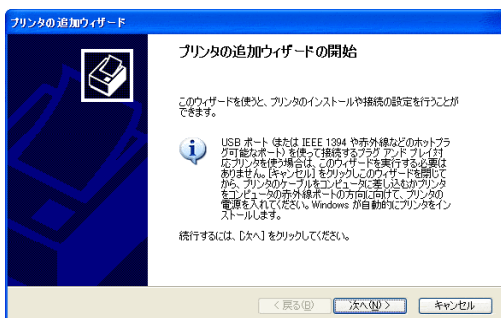 プリンタの追加ウィザード
プリンタの追加ウィザードの開始
このウィザードを使うと、プリンタのインストールや接続の設定を行うことが
できます。
USB ポート (または IEEE 1394 や赤外線などのホットプラ
グ可能なポート) を使って接続するプラグ アンド プレイ対
応プリンタを使う場合は、このウィザードを実行する必要は
ありません。[キャンセル] をクリックしこのウィザードを閉じて
から、プリンタのケーブルをコンピュータに差し込むかプリンタ
をコンピュータの赤外線ポートの方向に向けて、プリンタの
電源を入れてください。Windows が自動的にプリンタをイン
ストールします。
続行するには、[次へ] をクリックしてください。
< 戻る(B)
次へ(N) >
キャンセル